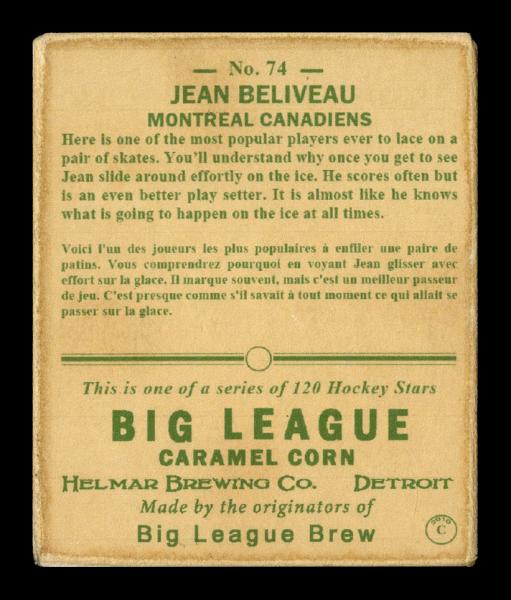 — No. 74 —
JEAN BELIVEAU
MONTREAL CANADIENS
Here is one of the most popular players ever to lace on a
pair of skates. You'll understand why once you get to see
Jean slide around effortly on the ice. He scores often but
is an even better play setter. It is almost like he knows
what is going to happen on the ice at all times.
Voici l'un des joueurs les plus populaires à enfiler une paire de
patins. Vous comprendrez pourquoi en voyant Jean glisser avec
effort sur la glace. Il marque souvent, mais c'est un meilleur passeur
de jeu. C'est presque comme s'il savait à tout moment ce qui allait se
passer sur la glace.
This is one of a series of 120 Hockey Stars
BIG LEAGUE
CARAMEL CORN
HELMAR BREWING CO. DETROIT
Made by the originators of
Big League Brew
C